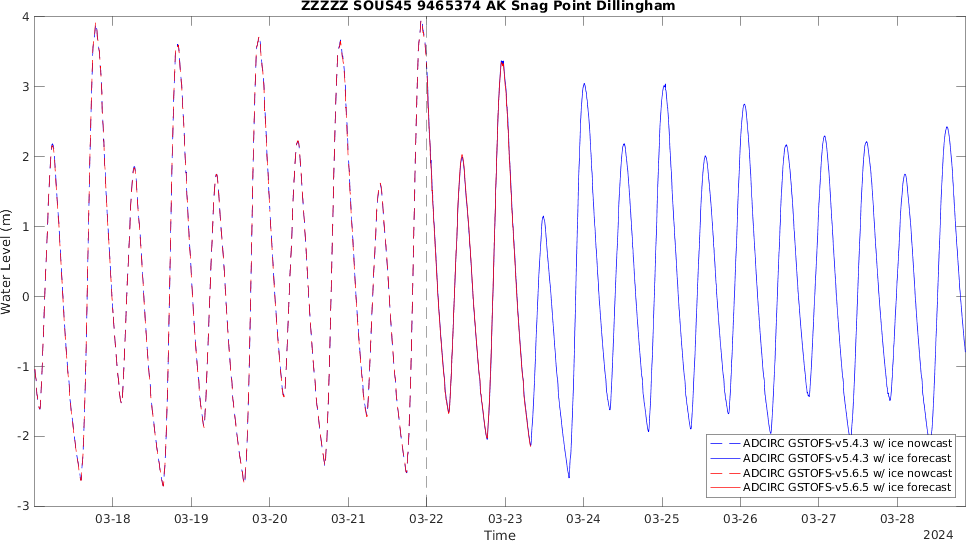 ZZZZZ SOUS45 9465374 AK Snag Point Dillingham
4
3
2
1
0
-1
-2
-3
Water Level (m)
03-18
03-19
03-20
03-21
03-22
03-23
03-24
03-25
03-26
03-27
03-28
Time
2024
ADCIRC GSTOFS-v5.4.3 w/ ice nowcast
ADCIRC GSTOFS-v5.4.3 w/ ice forecast
ADCIRC GSTOFS-v5.6.5 w/ ice nowcast
ADCIRC GSTOFS-v5.6.5 w/ ice forecast